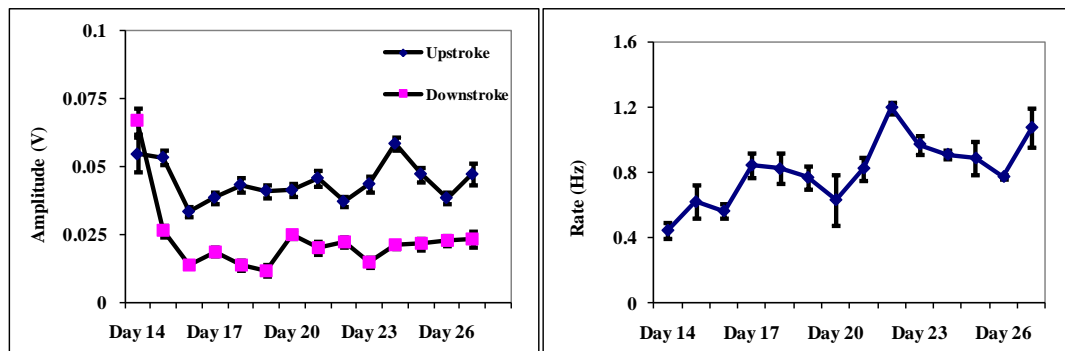 0.1
0.075
0.05
0.025
0
Amplitude (V)
Upstroke
Downstroke
Day 14 Day 17 Day 20 Day 23 Day 26
1.6
1.2
0.8
0.4
0
Rate (Hz)
Day 14 Day 17 Day 20 Day 23 Day 26